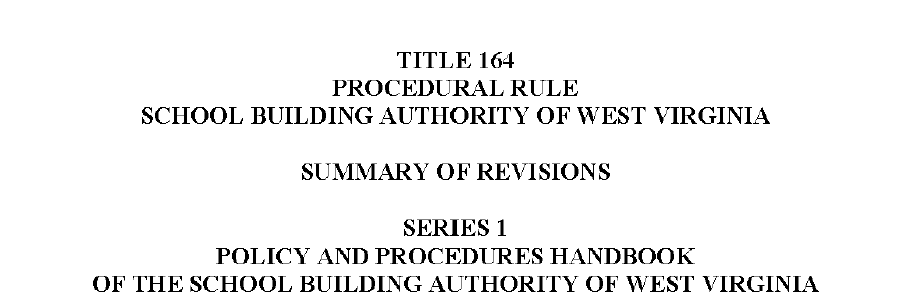 TITLE 164
PROCEDURAL RULE
SCHOOL BUILDING AUTHORITY OF WEST VIRGINIA
SUMMARY OF REVISIONS
SERIES 1
POLICY AND PROCEDURES HANDBOOK
OF THE SCHOOL BUILDING AUTHORITY OF WEST VIRGINIA